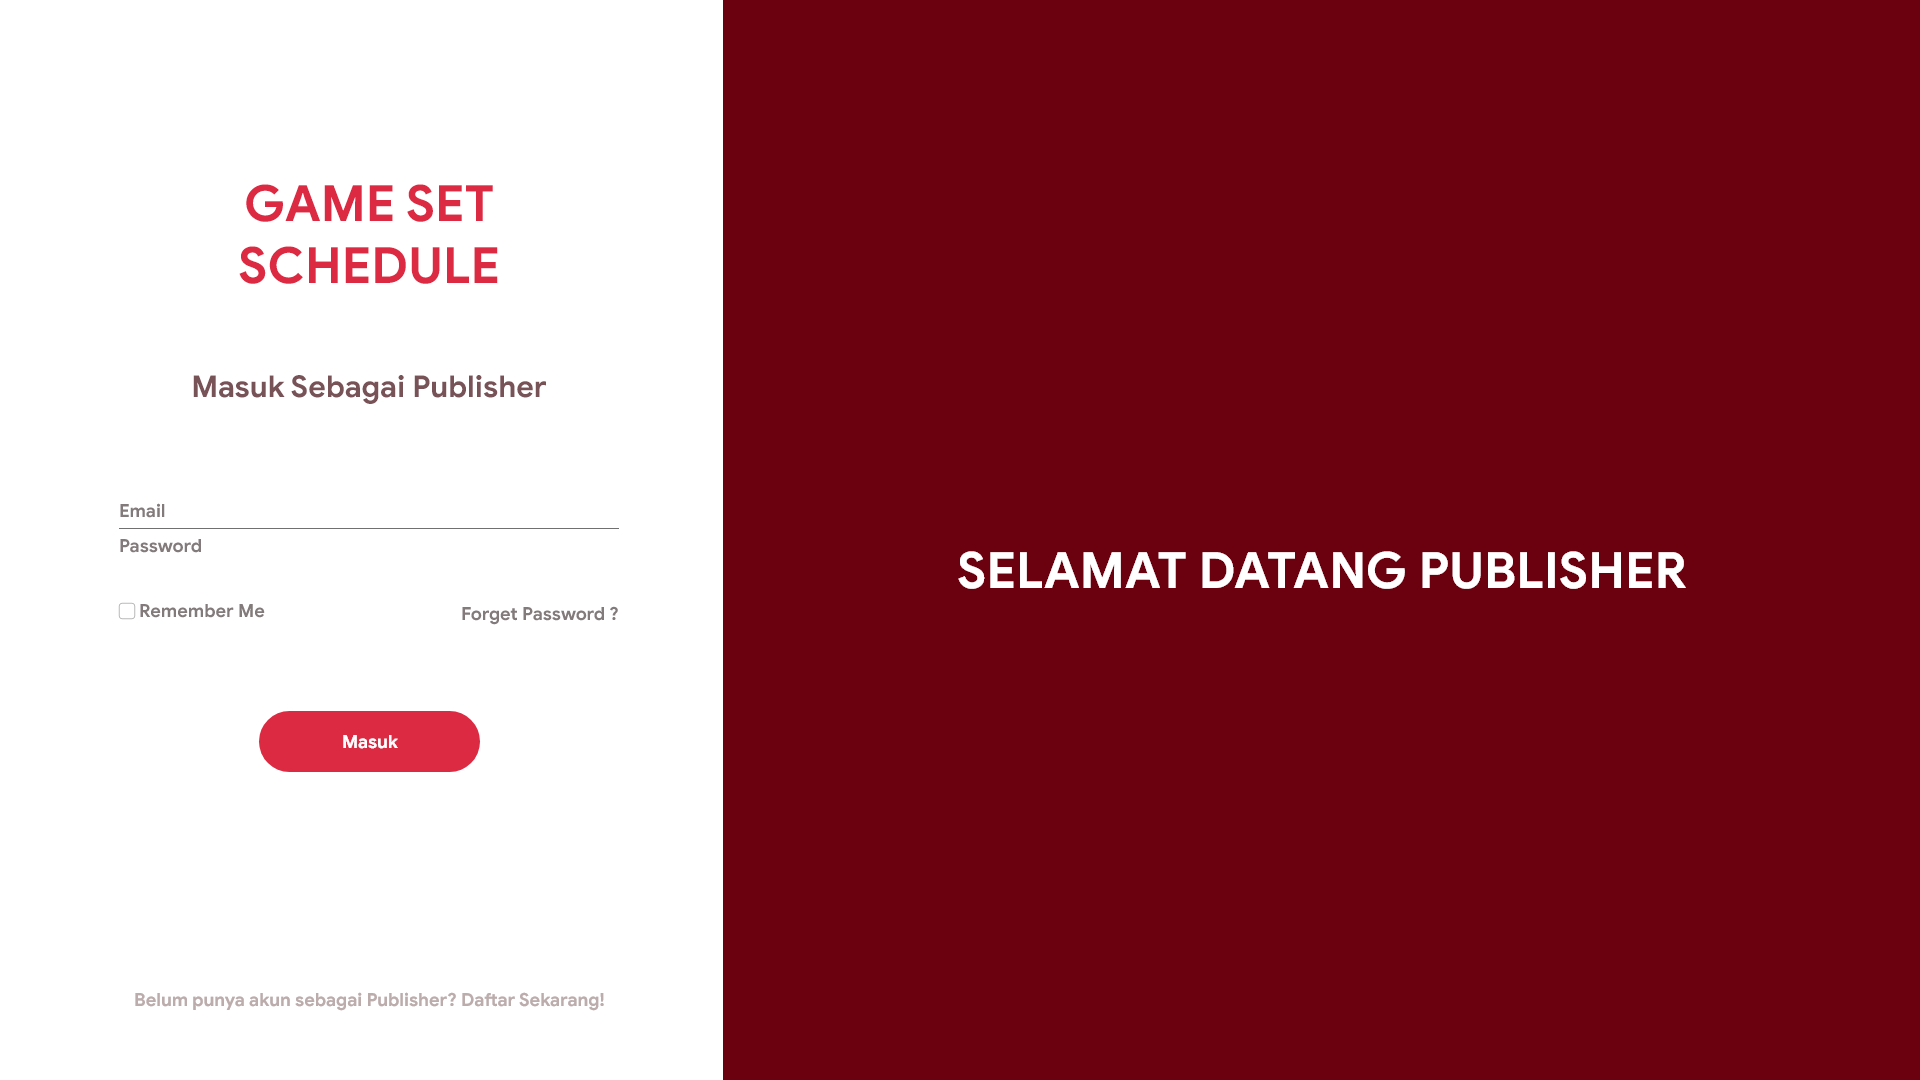 GAME SET
SCHEDULE
Masuk Sebagai Publisher
Email
Password
Remember Me
Forget Password ?
Masuk
Belum punya akun sebagai Publisher? Daftar Sekarang!
SELAMAT DATANG PUBLISHER